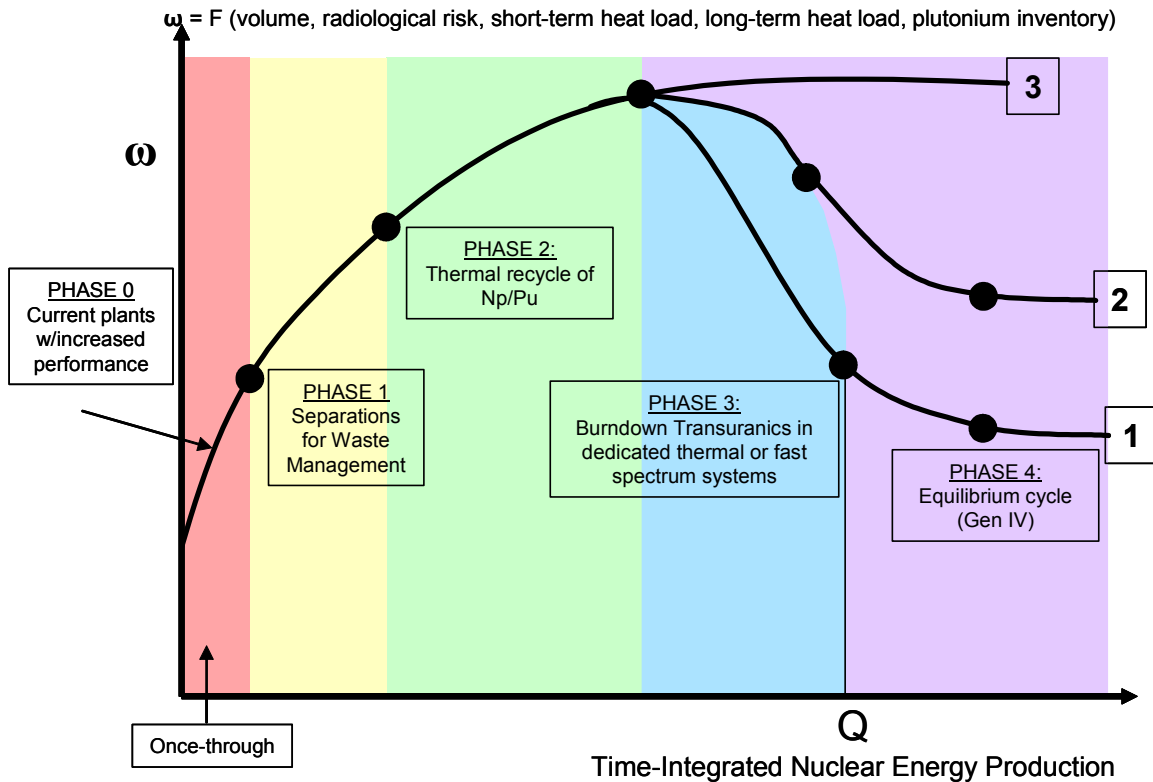 ω = F (volume, radiological risk, short-term heat load, long-term heat load, plutonium inventory)
3
ω
PHASE 2:
Thermal recycle of
Np/Pu
PHASE 0
Current plants
w/increased
performance
2
PHASE 1
Separations
for Waste
Management
PHASE 3:
Burndown Transuranics in
dedicated thermal or fast
spectrum systems
1
PHASE 4:
Equilibrium cycle
(Gen IV)
Once-through
Q
Time-Integrated Nuclear Energy Production